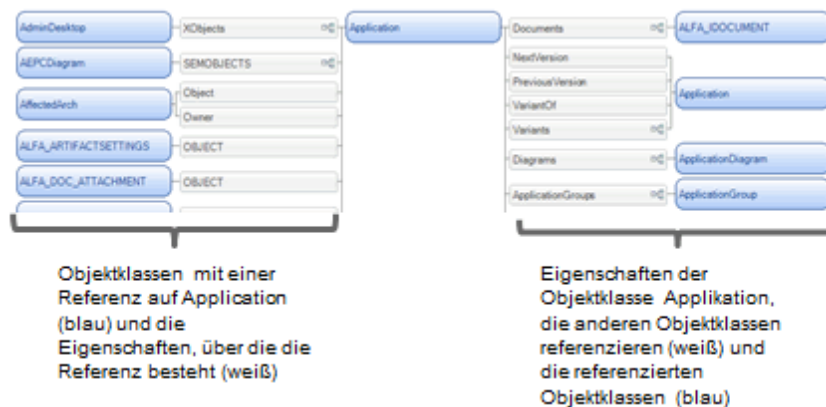 AdminDesktop XObjects Application Documents ALFA_IDOCUMENT
AEPCDiagram SEMOBJECTS NextVersion
PreviousVersion
AffectedArch Object VariantOf Application
Owner Variants
ALFA_ARTIFACTSETTINGS OBJECT Diagrams ApplicationDiagram
ALFA_DOC_ATTACHMENT OBJECT ApplicationGroups ApplicationGroup
Objektklassen mit einer
Referenz auf Application
(blau) und die
Eigenschaften, über die die
Referenz besteht (weiß)
Eigenschaften der
Objektklasse Applikation,
die anderen Objektklassen
referenzieren (weiß) und
die referenzierten
Objektklassen (blau)